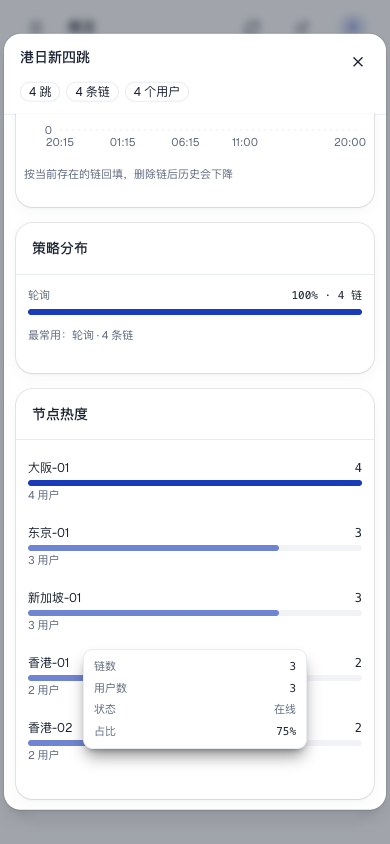 港日新四跳
4 跳
4 条链
4 个用户
0
20:15 01:15 06:15 11:00 20:00
按当前存在的链回填，删除链后历史会下降
策略分布
轮询 100% · 4 链
最常用：轮询 · 4 条链
节点热度
大阪-01 4
4 用户
东京-01 3
3 用户
新加坡-01 3
3 用户
香港-01 2
2 用户
香港-02 2
2 用户
链数 3
用户数 3
状态 在线
占比 75%